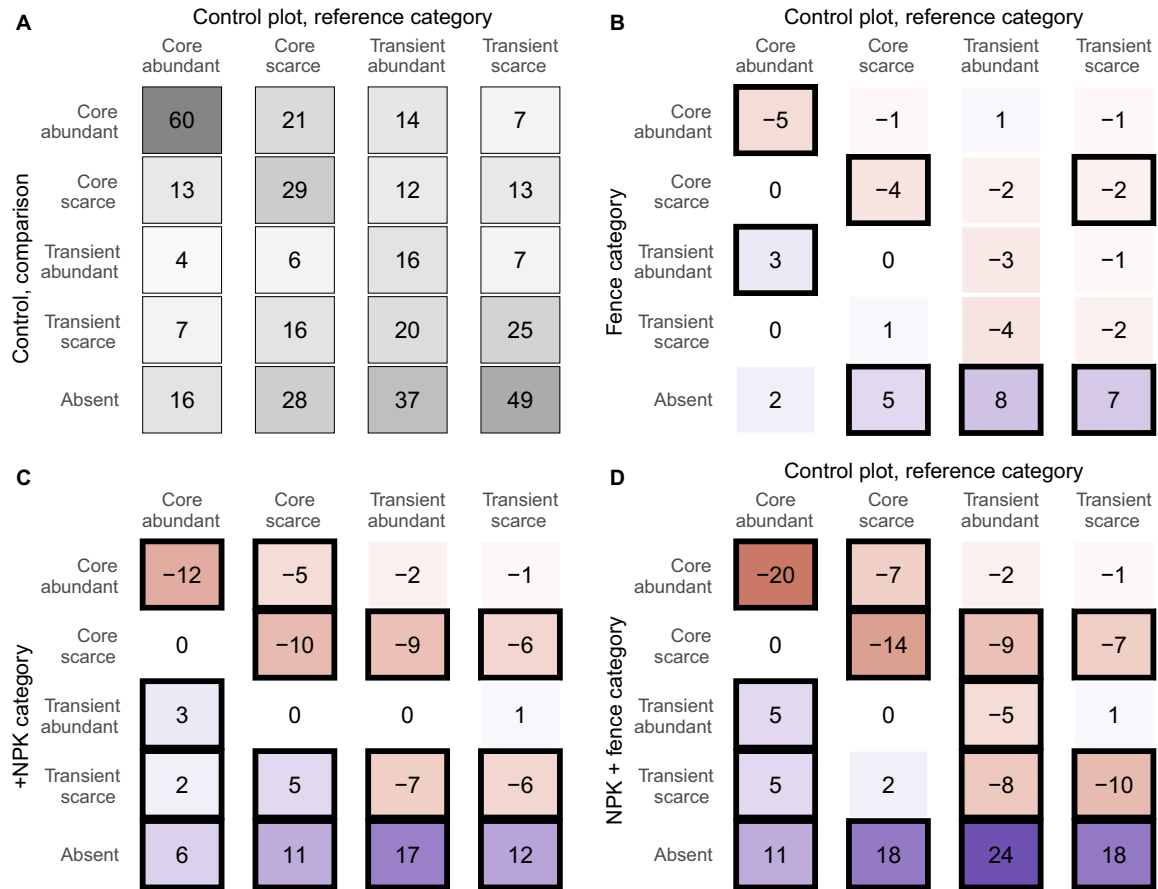 A
Control plot, reference category
Core abundant
Core scarce
Transient abundant
Transient scarce
Control, comparison
Core abundant
60 21 14 7
Core scarce
13 29 12 13
Transient abundant
4 6 16 7
Transient scarce
7 16 20 25
Absent
16 28 37 49
B
Control plot, reference category
Core abundant
Core scarce
Transient abundant
Transient scarce
Fence category
Core abundant
−5 −1 1 −1
Core scarce
0 −4 −2 −2
Transient abundant
3 0 −3 −1
Transient scarce
0 1 −4 −2
Absent
2 5 8 7
C
Core abundant
Core scarce
Transient abundant
Transient scarce
+NPK category
Core abundant
−12 −5 −2 −1
Core scarce
0 −10 −9 −6
Transient abundant
3 0 0 1
Transient scarce
2 5 −7 −6
Absent
6 11 17 12
D
Control plot, reference category
Core abundant
Core scarce
Transient abundant
Transient scarce
NPK + fence category
Core abundant
−20 −7 −2 −1
Core scarce
0 −14 −9 −7
Transient abundant
5 0 −5 1
Transient scarce
5 2 −8 −10
Absent
11 18 24 18